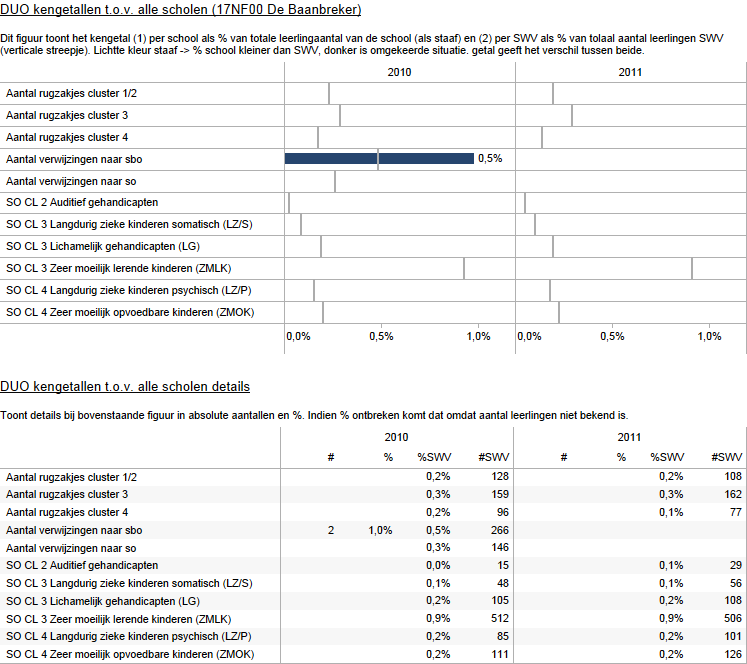 DUO kengetallen t.o.v. alle scholen (17NF00 De Baanbreker)
Dit figuur toont het kengetal (1) per school als % van totale leerlingaantal van de school (als staaf) en (2) per SWV als % van tolaal aantal leerlingen SWV
(verticale streepje). Lichtte kleur staaf -> % school kleiner dan SWV, donker is omgekeerde situatie. getal geeft het verschil tussen beide.
2010 2011
Aantal rugzakjes cluster 1/2
Aantal rugzakjes cluster 3
Aantal rugzakjes cluster 4
Aantal verwijzingen naar sbo 0,5%
Aantal verwijzingen naar so
SO CL 2 Auditief gehandicapten
SO CL 3 Langdurig zieke kinderen somatisch (LZ/S)
SO CL 3 Lichamelijk gehandicapten (LG)
SO CL 3 Zeer moeilijk lerende kinderen (ZMLK)
SO CL 4 Langdurig zieke kinderen psychisch (LZ/P)
SO CL 4 Zeer moeilijk opvoedbare kinderen (ZMOK)
0,0% 0,5% 1,0% 0,0% 0,5% 1,0%
DUO kengetallen t.o.v. alle scholen details
Toont details bij bovenstaande figuur in absolute aantallen en %. Indien % ontbreken komt dat omdat aantal leerlingen niet bekend is.
2010 2011
# % %SWV #SWV # % %SWV #SWV
Aantal rugzakjes cluster 1/2 0,2% 128 0,2% 108
Aantal rugzakjes cluster 3 0,3% 159 0,3% 162
Aantal rugzakjes cluster 4 0,2% 96 0,1% 77
Aantal verwijzingen naar sbo 2 1,0% 0,5% 266
Aantal verwijzingen naar so 0,3% 146
SO CL 2 Auditief gehandicapten 0,0% 15 0,1% 29
SO CL 3 Langdurig zieke kinderen somatisch (LZ/S) 0,1% 48 0,1% 56
SO CL 3 Lichamelijk gehandicapten (LG) 0,2% 105 0,2% 108
SO CL 3 Zeer moeilijk lerende kinderen (ZMLK) 0,9% 512 0,9% 506
SO CL 4 Langdurig zieke kinderen psychisch (LZ/P) 0,2% 85 0,2% 101
SO CL 4 Zeer moeilijk opvoedbare kinderen (ZMOK) 0,2% 111 0,2% 126